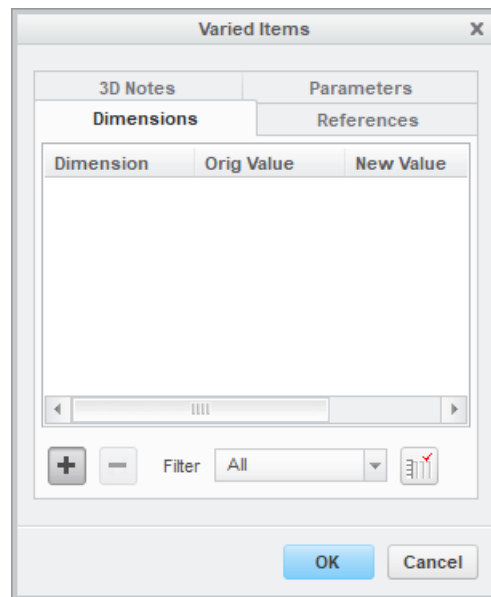 Varied Items
3D Notes Parameters
Dimensions References
Dimension Orig Value New Value
Filter All
OK Cancel